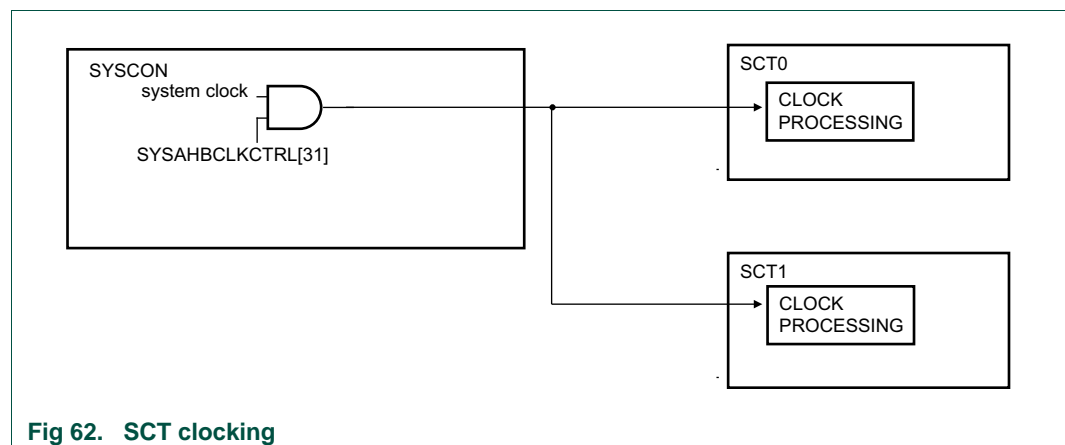 SYSCON
system clock
SYSAHBCLKCTRL[31]
SCT0
CLOCK
PROCESSING
SCT1
CLOCK
PROCESSING
Fig 62. SCT clocking